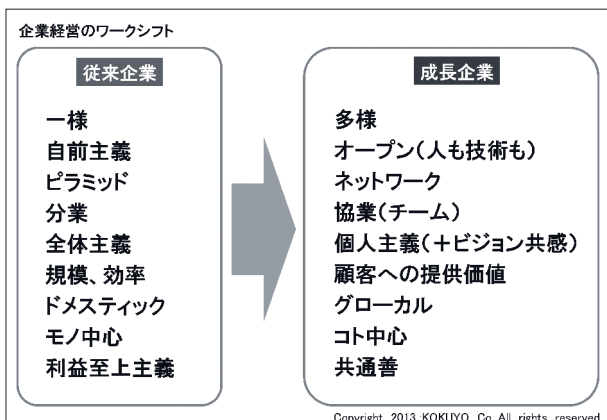 企業経営のワークシフト
従来企業
一様
自前主義
ピラミッド
分業
全体主義
規模、効率
ドメスティック
モノ中心
利益至上主義
成長企業
多様
オープン(人も技術も)
ネットワーク
協業(チーム)
個人主義(+ビジョン共感)
顧客への提供価値
グローカル
コト中心
共通善
Copyright 2013 KOKUYO Co All rights reserved